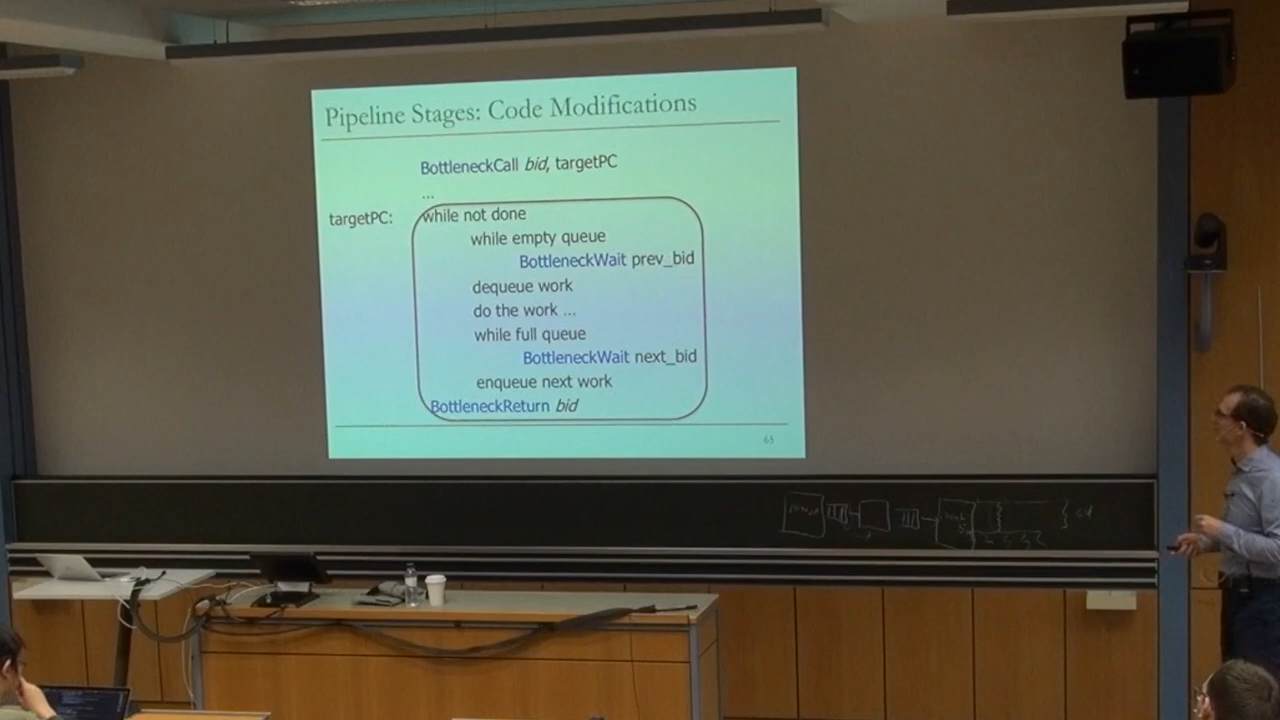 Pipeline Stages: Code Modifications
BottleneckCall bid, targetPC
...
targetPC: while not done
while empty queue
BottleneckWait prev_bid
dequeue work
do the work ...
while full queue
BottleneckWait next_bid
enqueue next work
BottleneckReturn bid
63